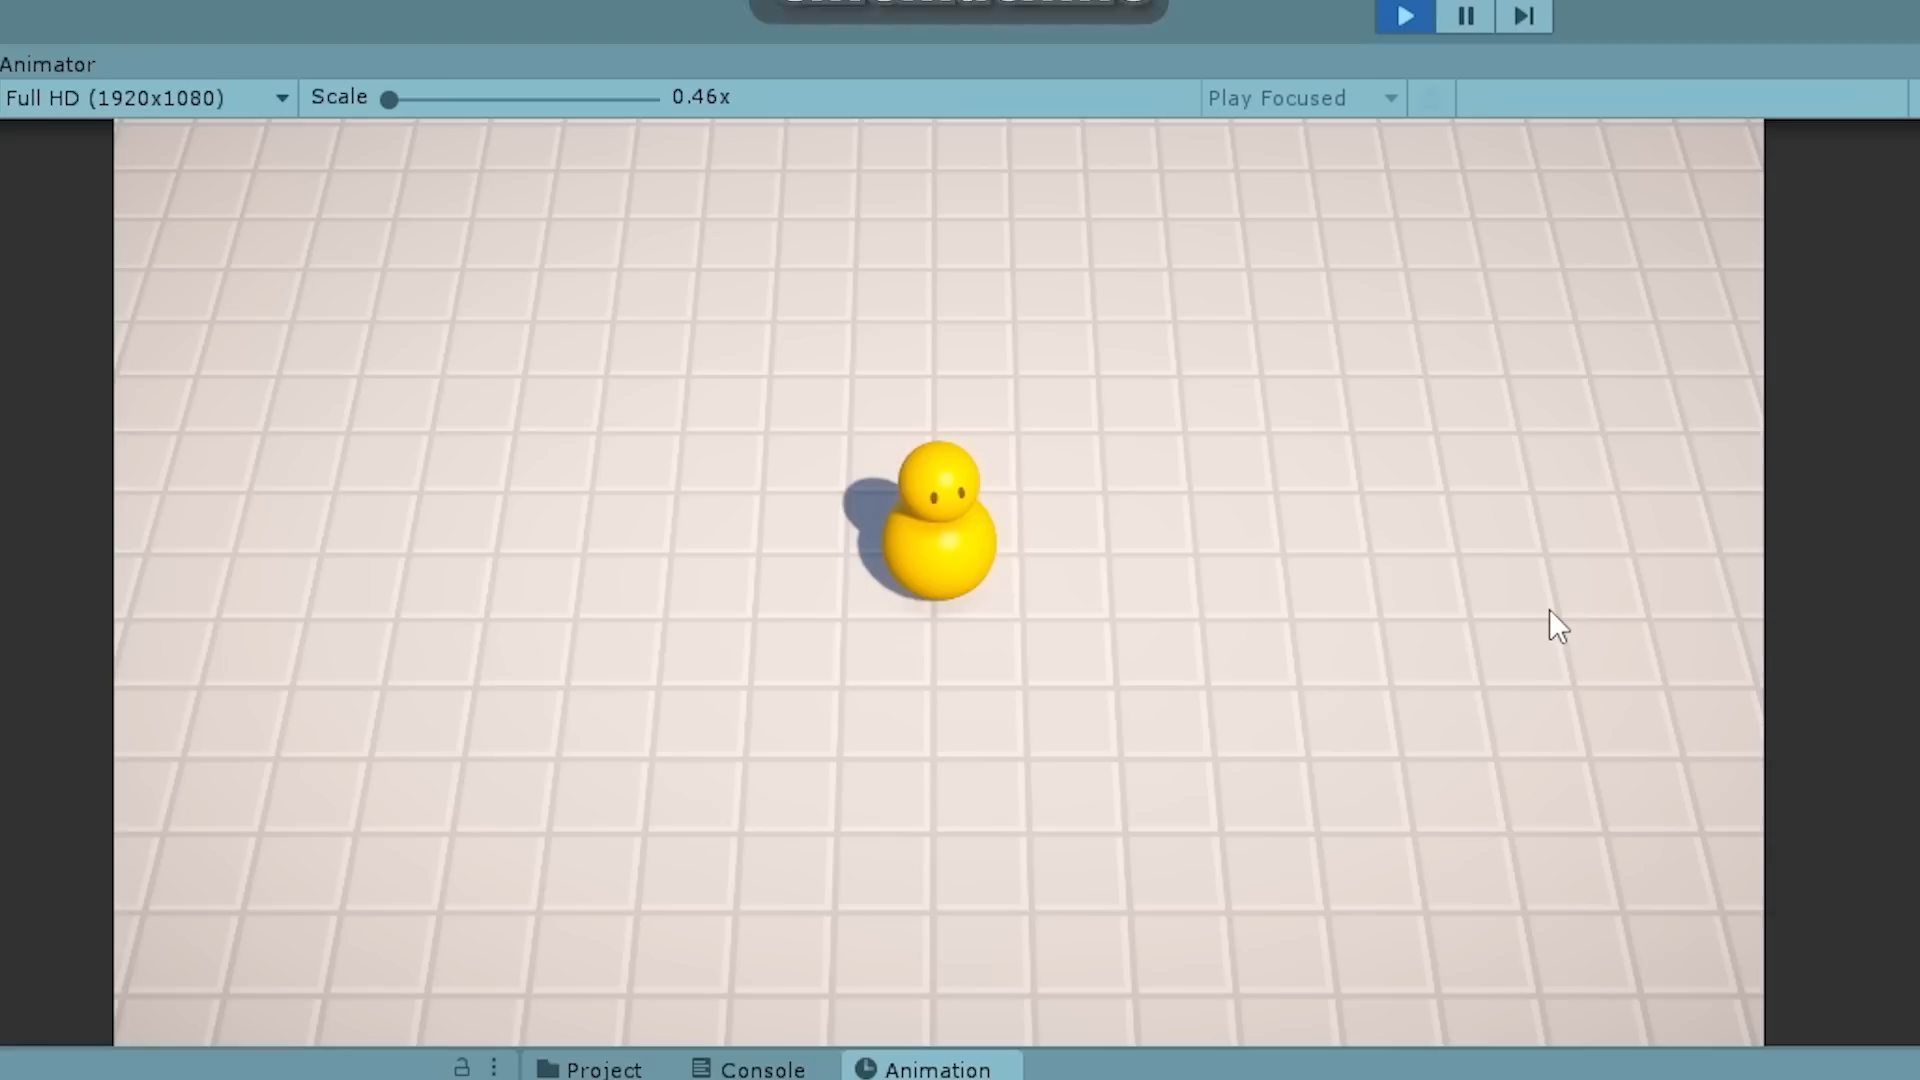 Animator
Full HD (1920x1080) Scale 0.46x Play Focused
Project Console Animation